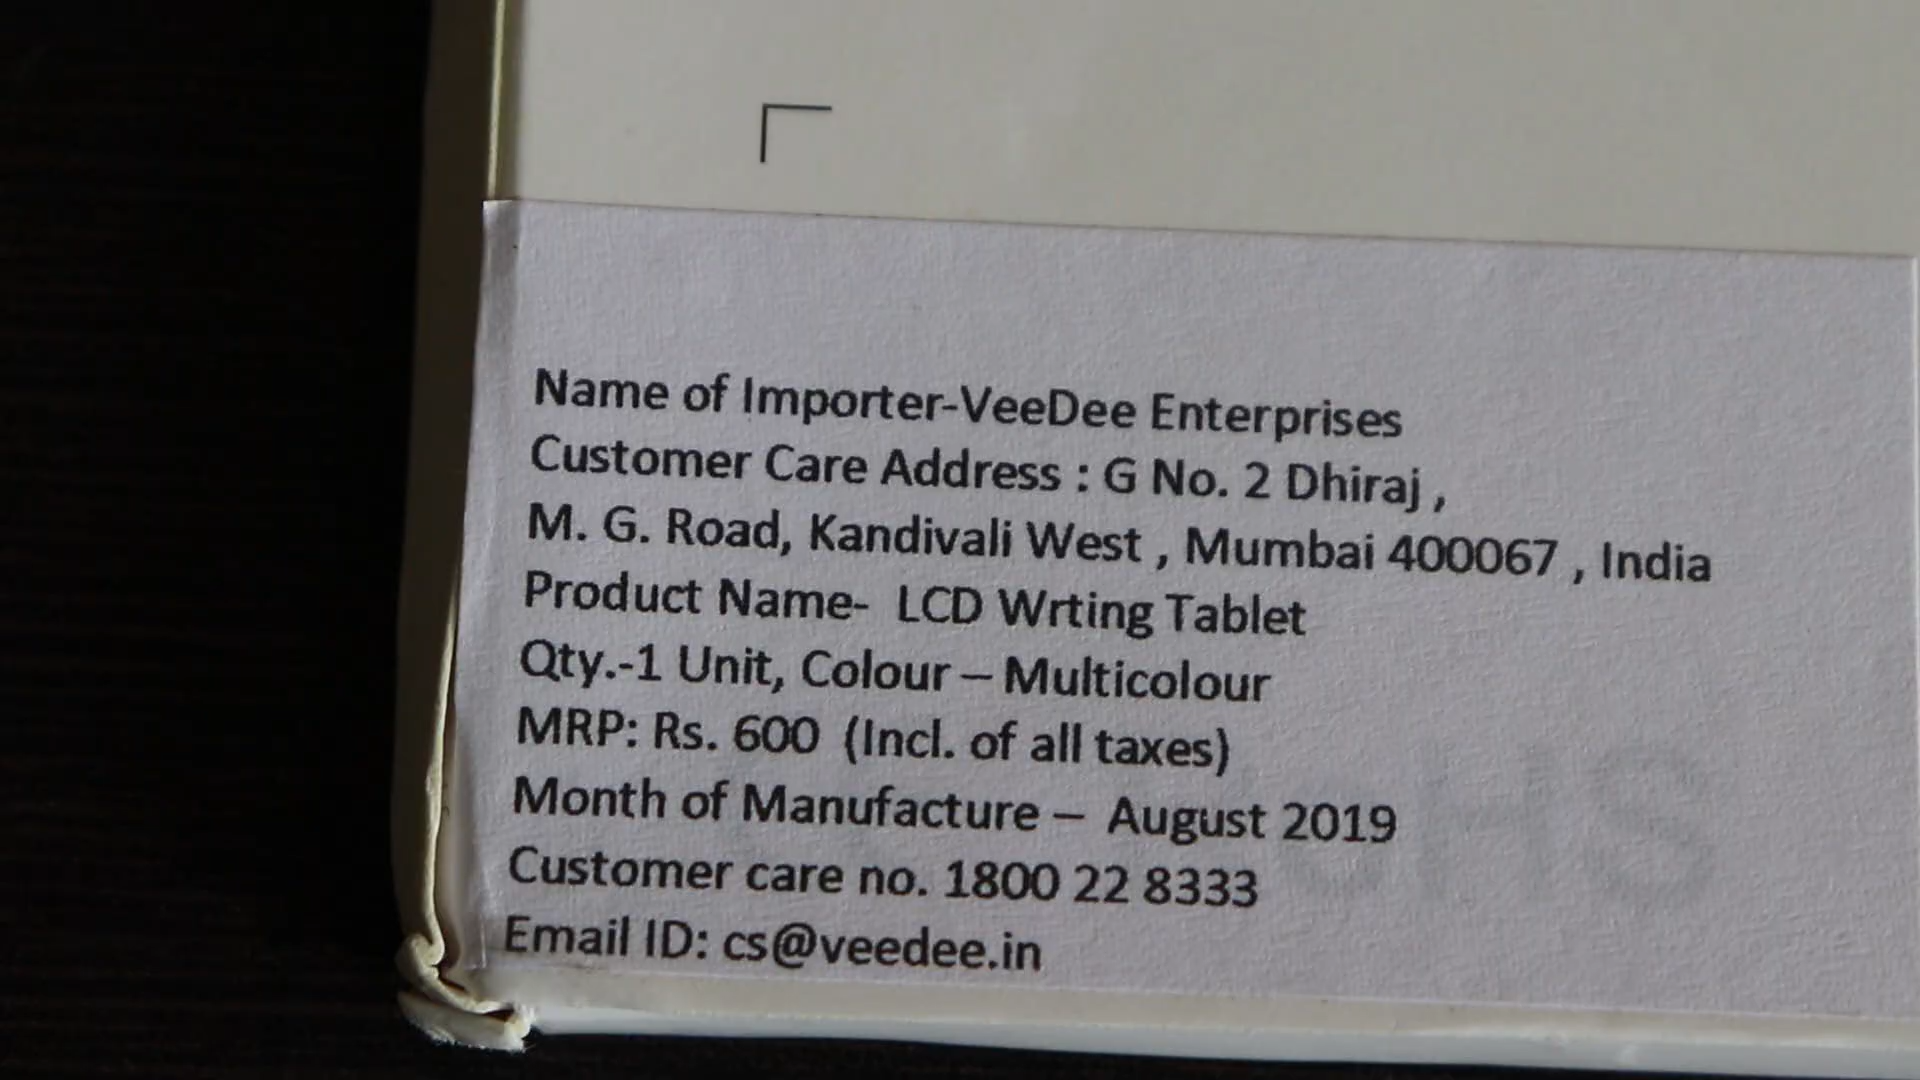 Name of Importer-VeeDee Enterprises
Customer Care Address : G No. 2 Dhiraj ,
M. G. Road, Kandivali West , Mumbai 400067 , India
Product Name-  LCD Wrting Tablet
Qty.-1 Unit, Colour – Multicolour
MRP: Rs. 600  (Incl. of all taxes)
Month of Manufacture –  August 2019
Customer care no. 1800 22 8333
Email ID: cs@veedee.in